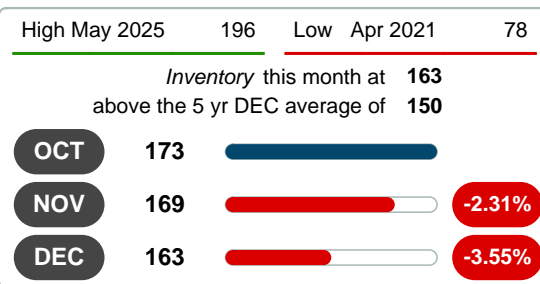 High May 2025 196 Low Apr 2021 78
Inventory this month at 163
above the 5 yr DEC average of 150
OCT 173
NOV 169 -2.31%
DEC 163 -3.55%